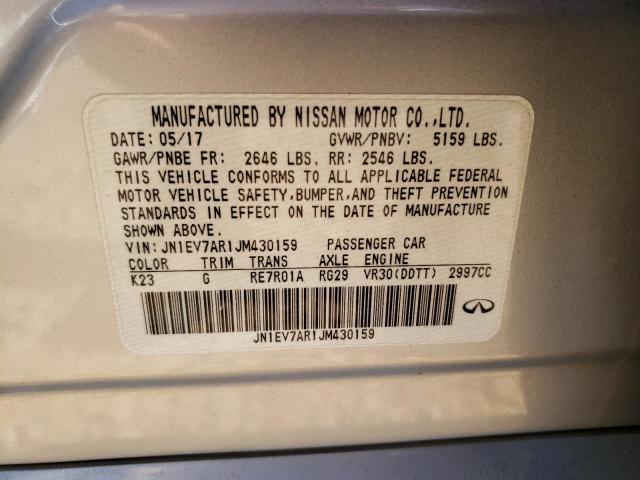 MANUFACTURED BY NISSAN MOTOR CO.,LTD.
DATE: 05/17 GVWR/PNBV: 5159 LBS.
GAWR/PNBE FR: 2646 LBS. RR: 2546 LBS.
THIS VEHICLE CONFORMS TO ALL APPLICABLE FEDERAL
MOTOR VEHICLE SAFETY,BUMPER,AND THEFT PREVENTION
STANDARDS IN EFFECT ON THE DATE OF MANUFACTURE
SHOWN ABOVE.
VIN: JN1EV7AR1JM430159 PASSENGER CAR
COLOR TRIM TRANS AXLE ENGINE
K23 G RE7R01A RG29 VR30(DDTT) 2997CC
JN1EV7AR1JM430159